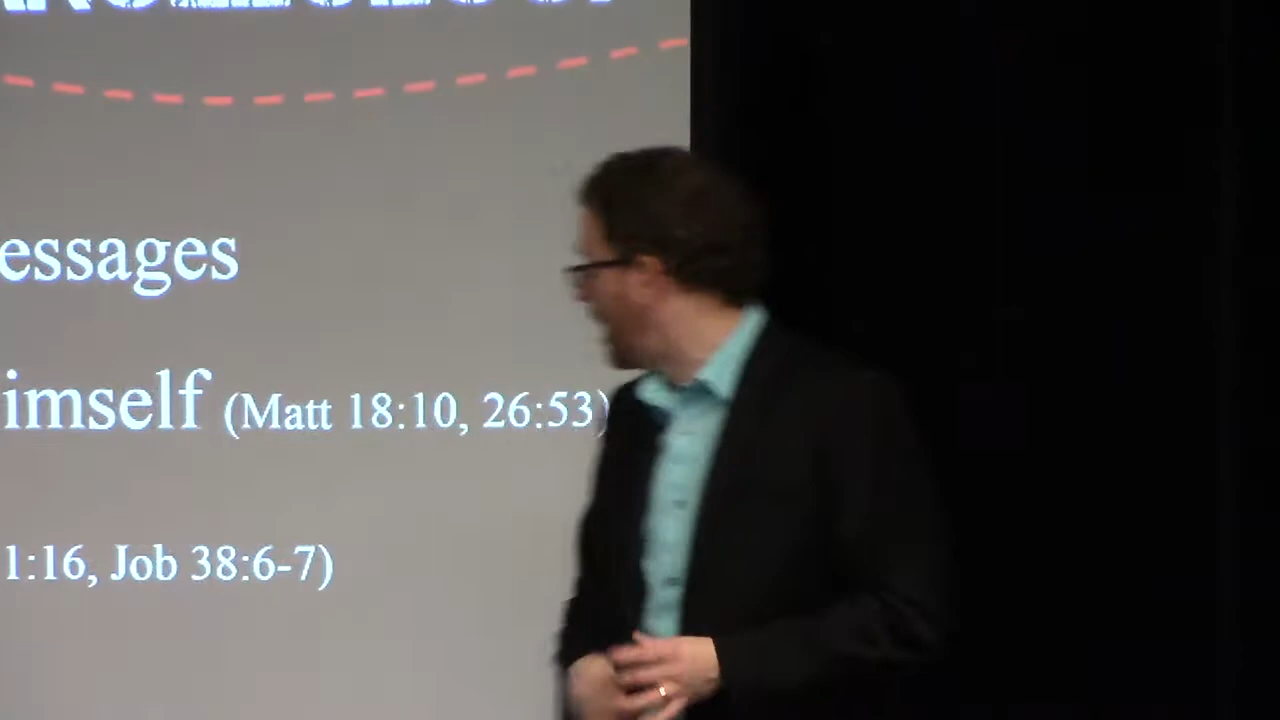 essages
imself (Matt 18:10, 26:53)
1:16, Job 38:6-7)